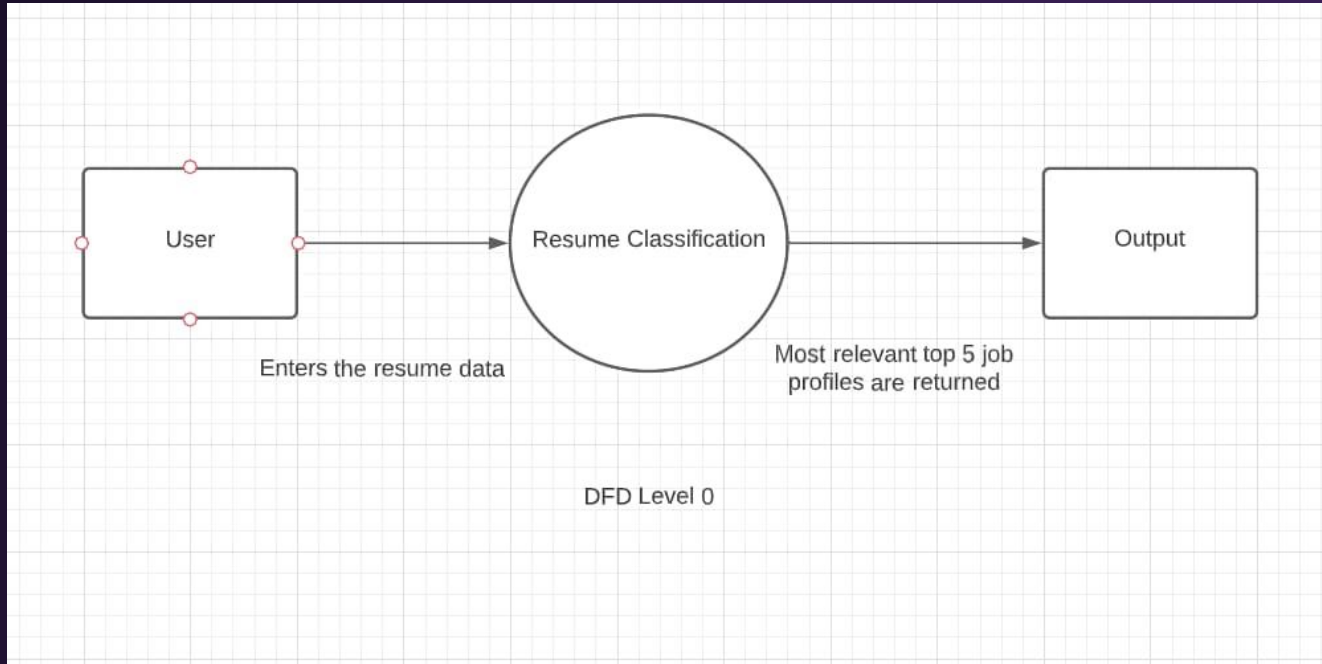 User
Resume Classification
Output
Enters the resume data
Most relevant top 5 job
profiles are returned
DFD Level 0